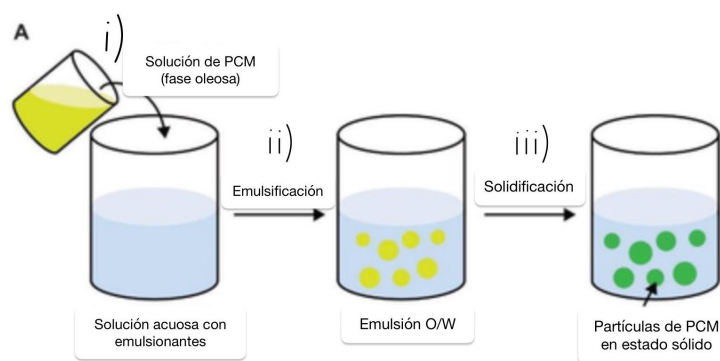 A
i)
Solución de PCM
(fase oleosa)
ii)
Emulsificación
iii)
Solidificación
Solución acuosa con
emulsionantes
Emulsión O/W
Partículas de PCM
en estado sólido